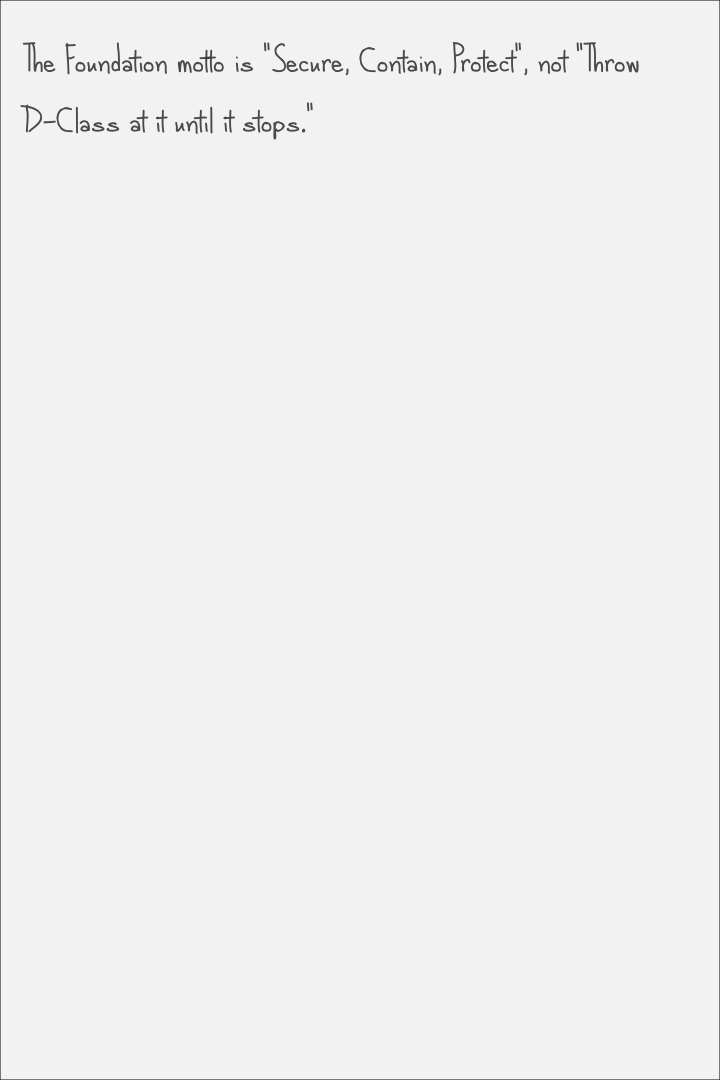 The Foundation motto is "Secure, Contain, Protect", not "Throw
D-Class at it until it stops."